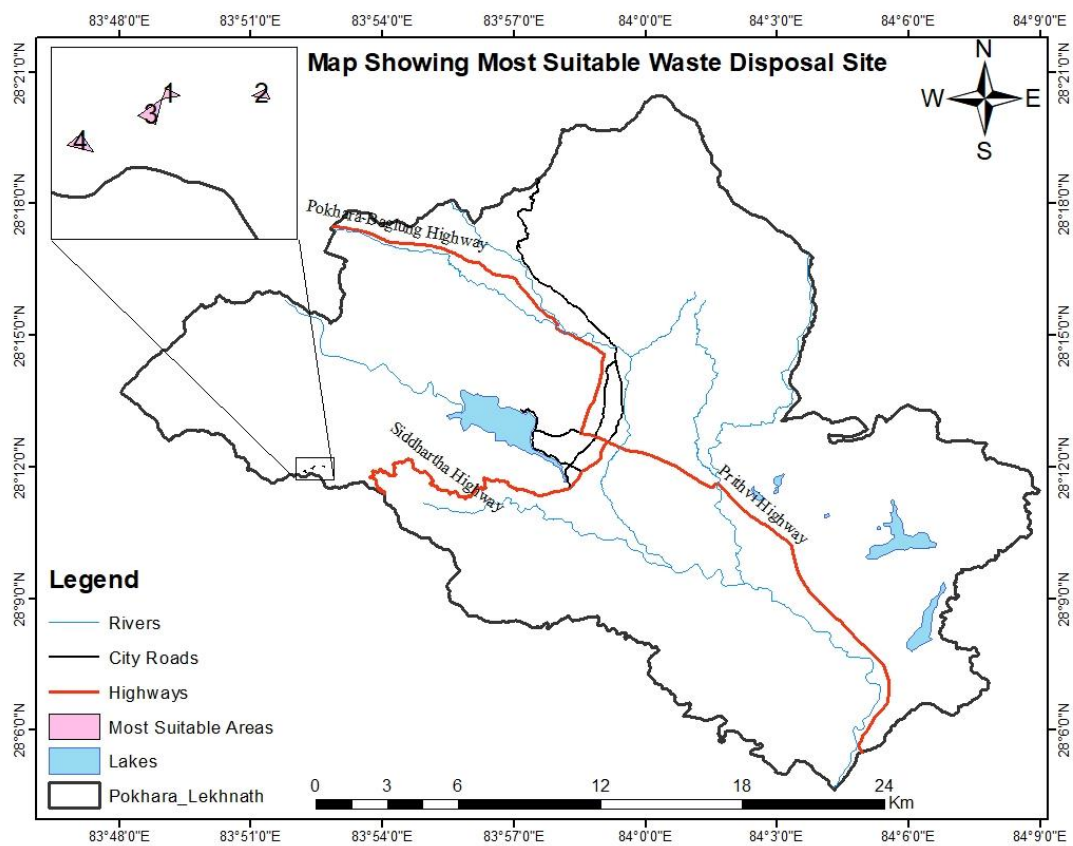 83°48'0"E 83°51'0"E 83°54'0"E 83°57'0"E 84°0'0"E 84°3'0"E 84°6'0"E 84°9'0"E
Map Showing Most Suitable Waste Disposal Site
N
W E
S
1
2
3
4
28°21'0"N 28°21'0"N
28°18'0"N 28°18'0"N
28°15'0"N 28°15'0"N
28°12'0"N 28°12'0"N
28°9'0"N 28°9'0"N
28°6'0"N 28°6'0"N
Pokhara-Baglung Highway
Siddhartha Highway
Prithvi Highway
Legend
Rivers
City Roads
Highways
Most Suitable Areas
Lakes
Pokhara_Lekhnath
0 3 6 12 18 24
Km
83°48'0"E 83°51'0"E 83°54'0"E 83°57'0"E 84°0'0"E 84°3'0"E 84°6'0"E 84°9'0"E